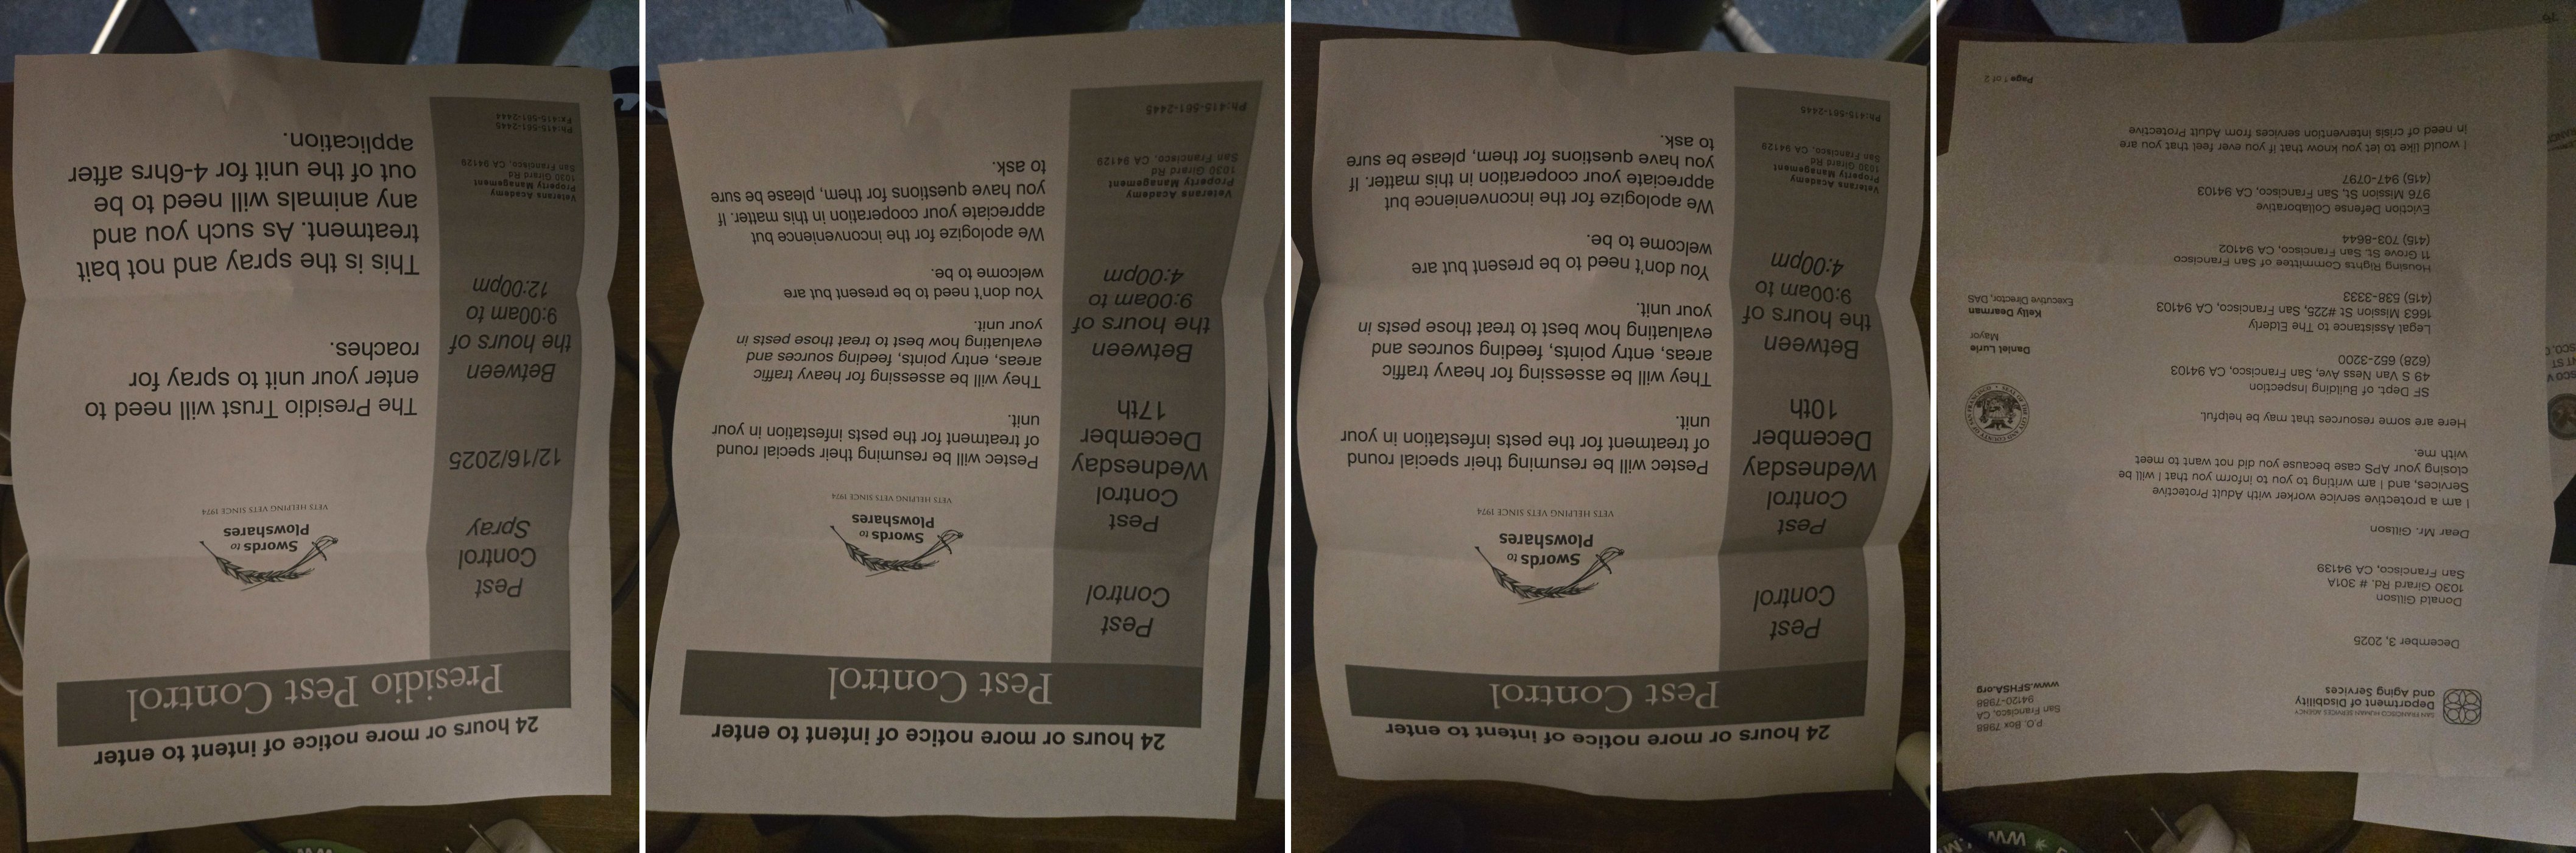 24 hours or more notice of intent to enter
Presidio Pest Control
Pest
Control
Spray
12/16/2025
Between
the hours of
9:00am to
12:00pm
Veterans Academy
Property Management
1030 Girard Rd
San Francisco, CA 94129
Ph:415-561-2445
Fx:415-561-2444
Swords to
Plowshares
VETS HELPING VETS SINCE 1974
The Presidio Trust will need to
enter your unit to spray for
roaches.
This is the spray and not bait
treatment. As such you and
any animals will need to be
out of the unit for 4-6hrs after
application.
24 hours or more notice of intent to enter
Pest Control
Pest
Control
Pest
Control
Wednesday
December
17th
Between
the hours of
9:00am to
4:00pm
Veterans Academy
Property Management
1030 Girard Rd
San Francisco, CA 94129
Ph:415-561-2445
Swords to
Plowshares
VETS HELPING VETS SINCE 1974
Pestec will be resuming their special round
of treatment for the pests infestation in your
unit.
They will be assessing for heavy traffic
areas, entry points, feeding sources and
evaluating how best to treat those pests in
your unit.
You don't need to be present but are
welcome to be.
We apologize for the inconvenience but
appreciate your cooperation in this matter. If
you have questions for them, please be sure
to ask.
24 hours or more notice of intent to enter
Pest Control
Pest
Control
Pest
Control
Wednesday
December
10th
Between
the hours of
9:00am to
4:00pm
Veterans Academy
Property Management
1030 Girard Rd
San Francisco, CA 94129
Ph:415-561-2445
Swords to
Plowshares
VETS HELPING VETS SINCE 1974
Pestec will be resuming their special round
of treatment for the pests infestation in your
unit.
They will be assessing for heavy traffic
areas, entry points, feeding sources and
evaluating how best to treat those pests in
your unit.
You don't need to be present but are
welcome to be.
We apologize for the inconvenience but
appreciate your cooperation in this matter. If
you have questions for them, please be sure
to ask.
SAN FRANCISCO HUMAN SERVICES AGENCY
Department of Disability
and Aging Services
P.O. Box 7988
San Francisco, CA
94120-7988
www.SFHSA.org
December 3, 2025
Donald Gillson
1030 Girard Rd. # 301A
San Francisco, CA 94139
Dear Mr. Gillson
I am a protective service worker with Adult Protective
Services, and I am writing to you to inform you that I will be
closing your APS case because you did not want to meet
with me.
Here are some resources that may be helpful.
SF Dept. of Building Inspection
49 S Van Ness Ave, San Francisco, CA 94103
(628) 652-3200
Legal Assistance to The Elderly
1663 Mission St #225, San Francisco, CA 94103
(415) 538-3333
Housing Rights Committee of San Francisco
11 Grove St. San Francisco, CA 94102
(415) 703-8644
Eviction Defense Collaborative
976 Mission St. San Francisco, CA 94103
(415) 947-0797
I would like to let you know that if you ever feel that you are
in need of crisis intervention services from Adult Protective
Daniel Lurie
Mayor
Kelly Dearman
Executive Director, DAS
Page 1 of 2